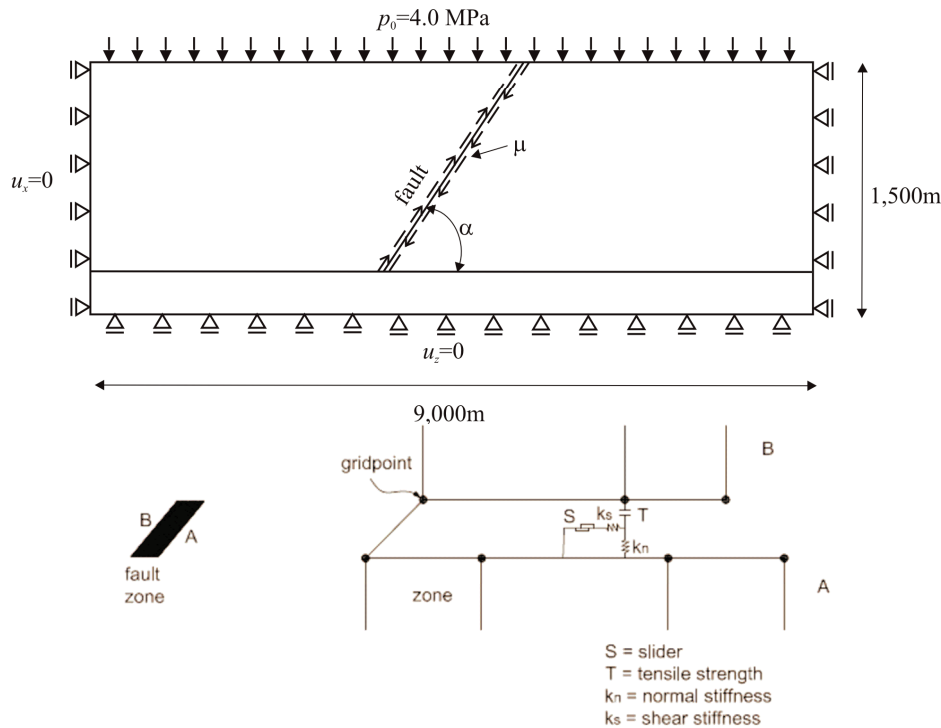 p₀=4.0 MPa
μ
fault
uₓ=0
1,500m
α
u_z=0
9,000m
B
gridpoint
S
kₛ
T
B
A
kₙ
fault
zone
zone
A
S = slider
T = tensile strength
kₙ = normal stiffness
kₛ = shear stiffness